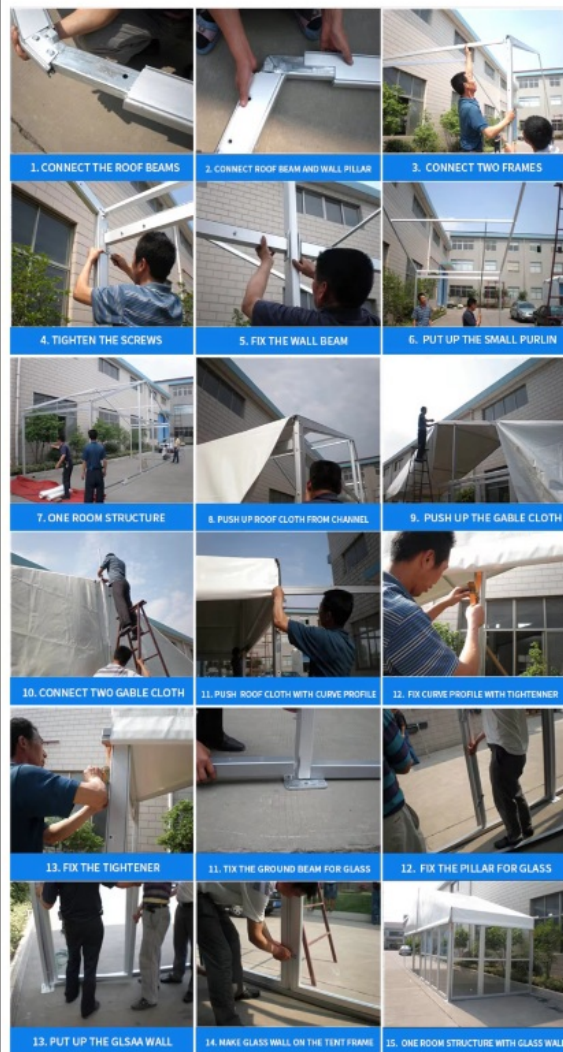 1. CONNECT THE ROOF BEAMS
2. CONNECT ROOF BEAM AND WALL PILLAR
3. CONNECT TWO FRAMES
4. TIGHTEN THE SCREWS
5. FIX THE WALL BEAM
6. PUT UP THE SMALL PURLIN
7. ONE ROOM STRUCTURE
8. PUSH UP ROOF CLOTH FROM CHANNEL
9. PUSH UP THE GABLE CLOTH
10. CONNECT TWO GABLE CLOTH
11. PUSH ROOF CLOTH WITH CURVE PROFILE
12. FIX CURVE PROFILE WITH TIGHTENNER
13. FIX THE TIGHTENER
11. TIX THE GROUND BEAM FOR GLASS
12. FIX THE PILLAR FOR GLASS
13. PUT UP THE GLSAA WALL
14. MAKE GLASS WALL ON THE TENT FRAME
15. ONE ROOM STRUCTURE WITH GLASS WALL